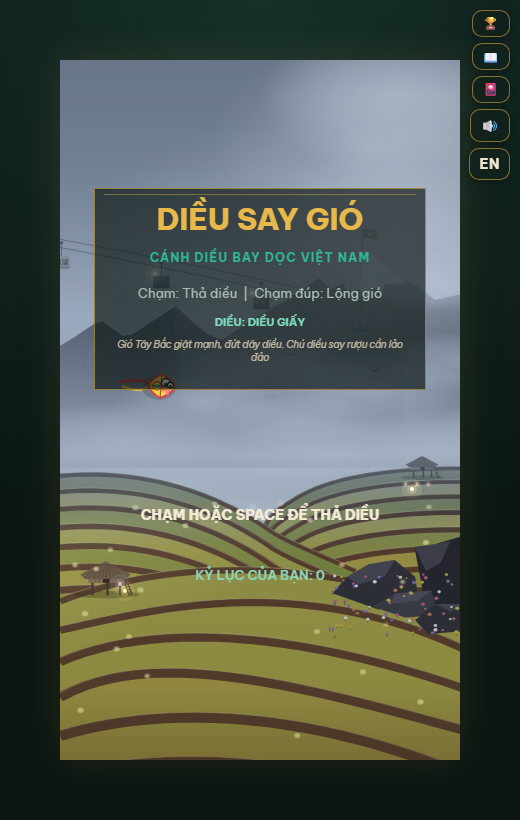 EN
DIỀU SAY GIÓ
CÁNH DIỀU BAY DỌC VIỆT NAM
Chạm: Thả diều | Chạm đúp: Lộng gió
DIỀU: DIỀU GIẤY
Gió Tây Bắc giật mạnh, đứt dây diều. Chú diều say rượu cần lảo
đảo
CHẠM HOẶC SPACE ĐỂ THẢ DIỀU
KỶ LỤC CỦA BẠN: 0